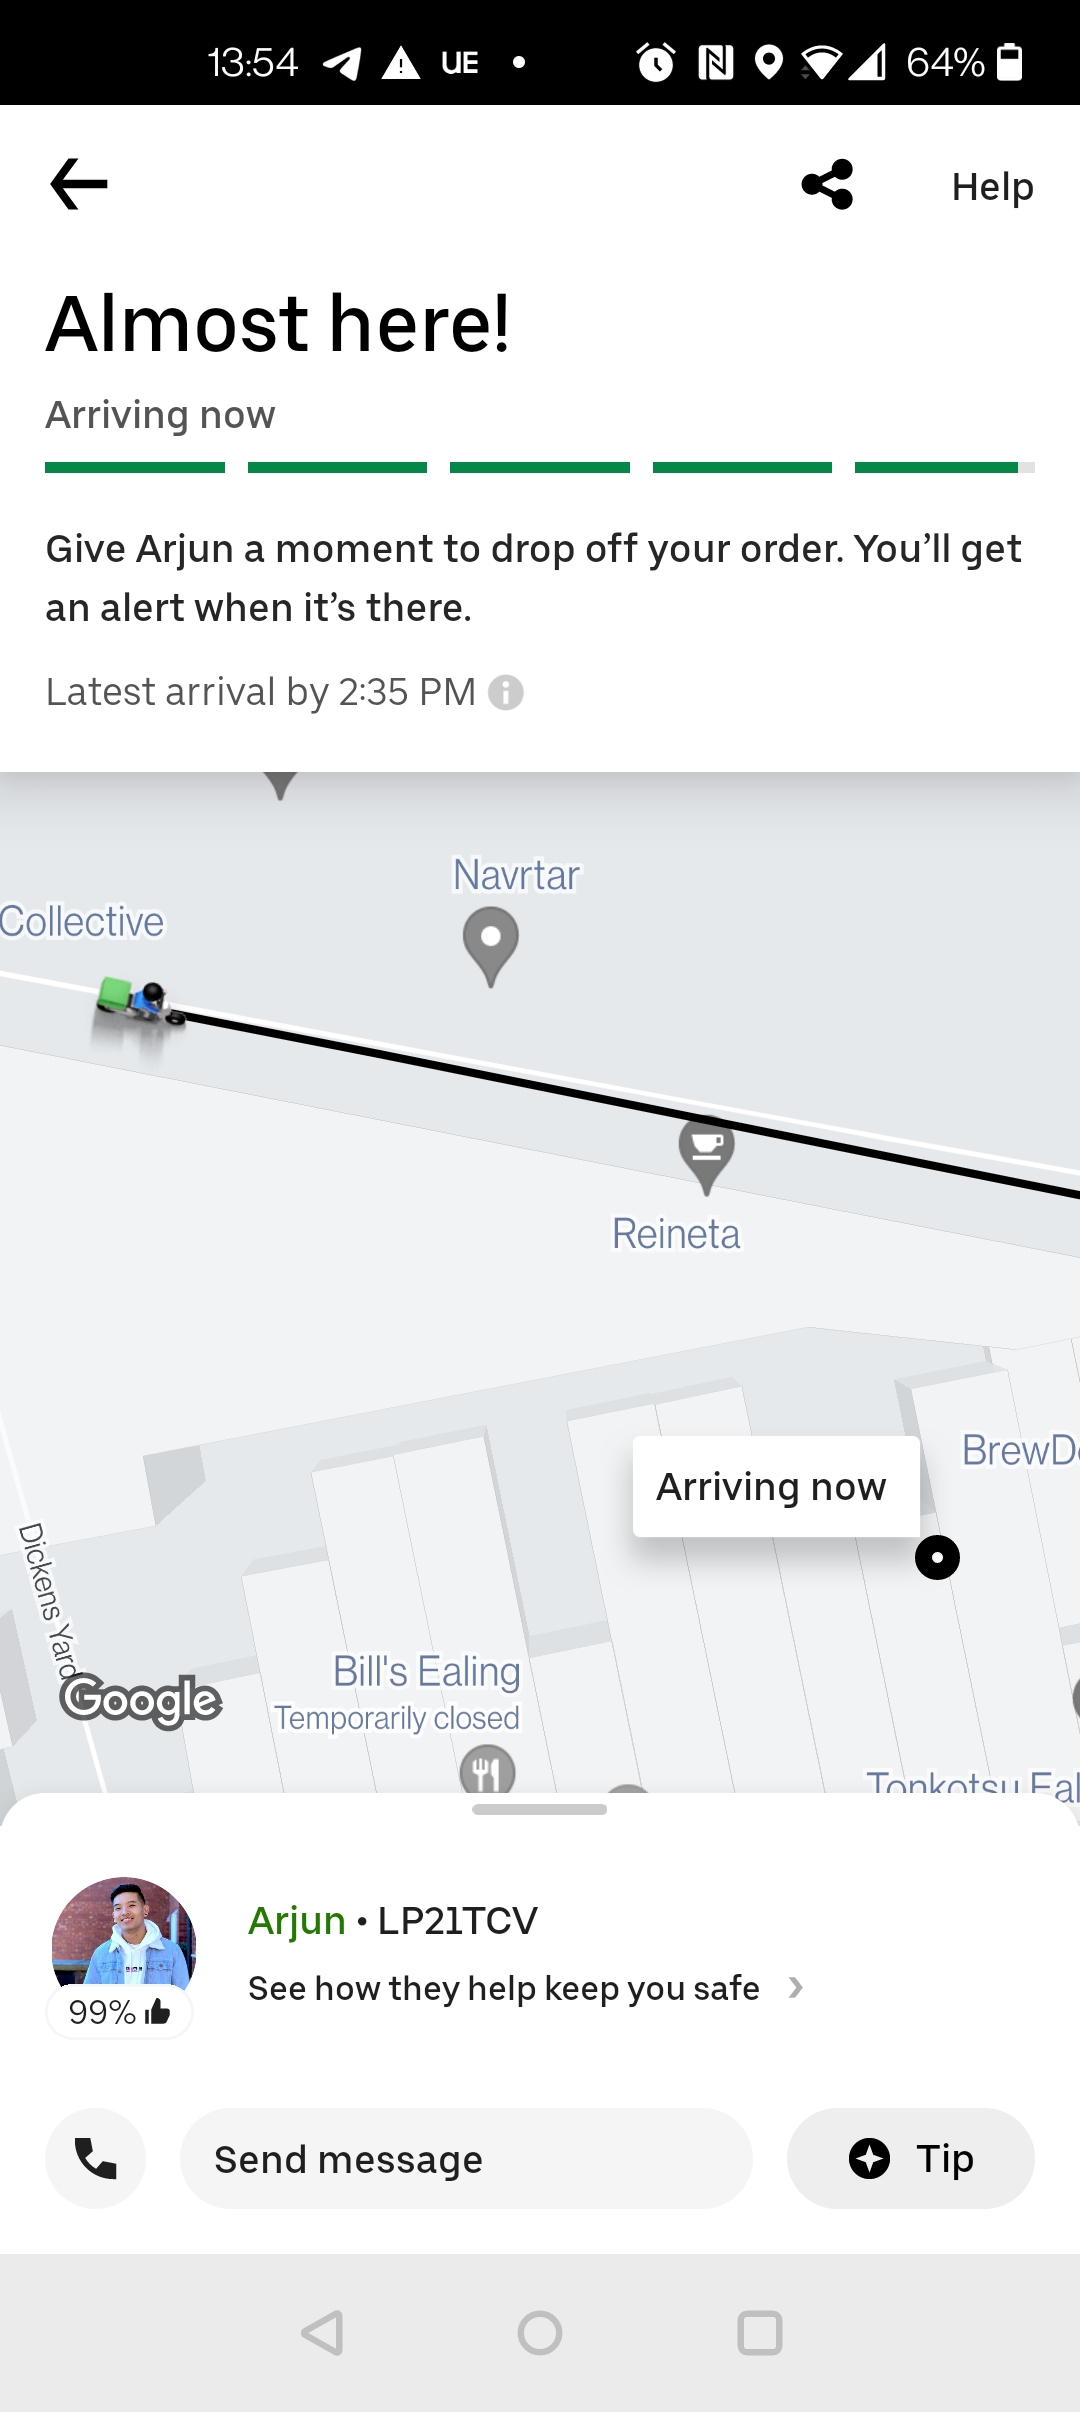 13:54 UE 64%
Help
Almost here!
Arriving now
Give Arjun a moment to drop off your order. You’ll get
an alert when it’s there.
Latest arrival by 2:35 PM
Navrtar
Collective
Reineta
BrewD
Arriving now
Dickens Yard
Bill's Ealing
Temporarily closed
Google
Tonkotsu Eal
Arjun • LP21TCV
See how they help keep you safe
99%
Send message
Tip